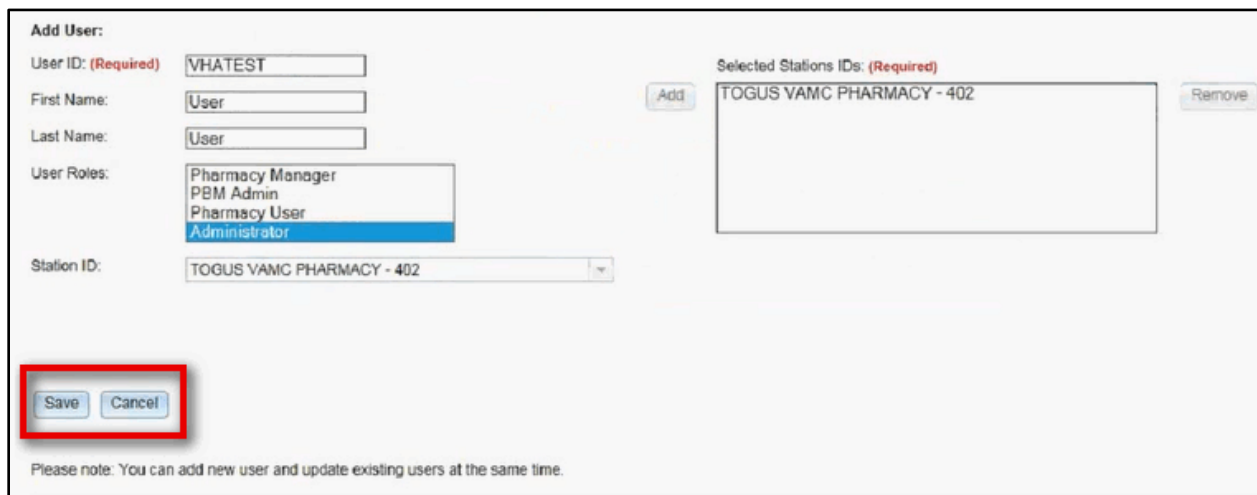 Add User:
User ID: (Required) VHATEST
First Name: User
Last Name: User
User Roles: Pharmacy Manager
PBM Admin
Pharmacy User
Administrator
Station ID: TOGUS VAMC PHARMACY - 402
Add
Selected Stations IDs: (Required)
TOGUS VAMC PHARMACY - 402
Remove
Save Cancel
Please note: You can add new user and update existing users at the same time.